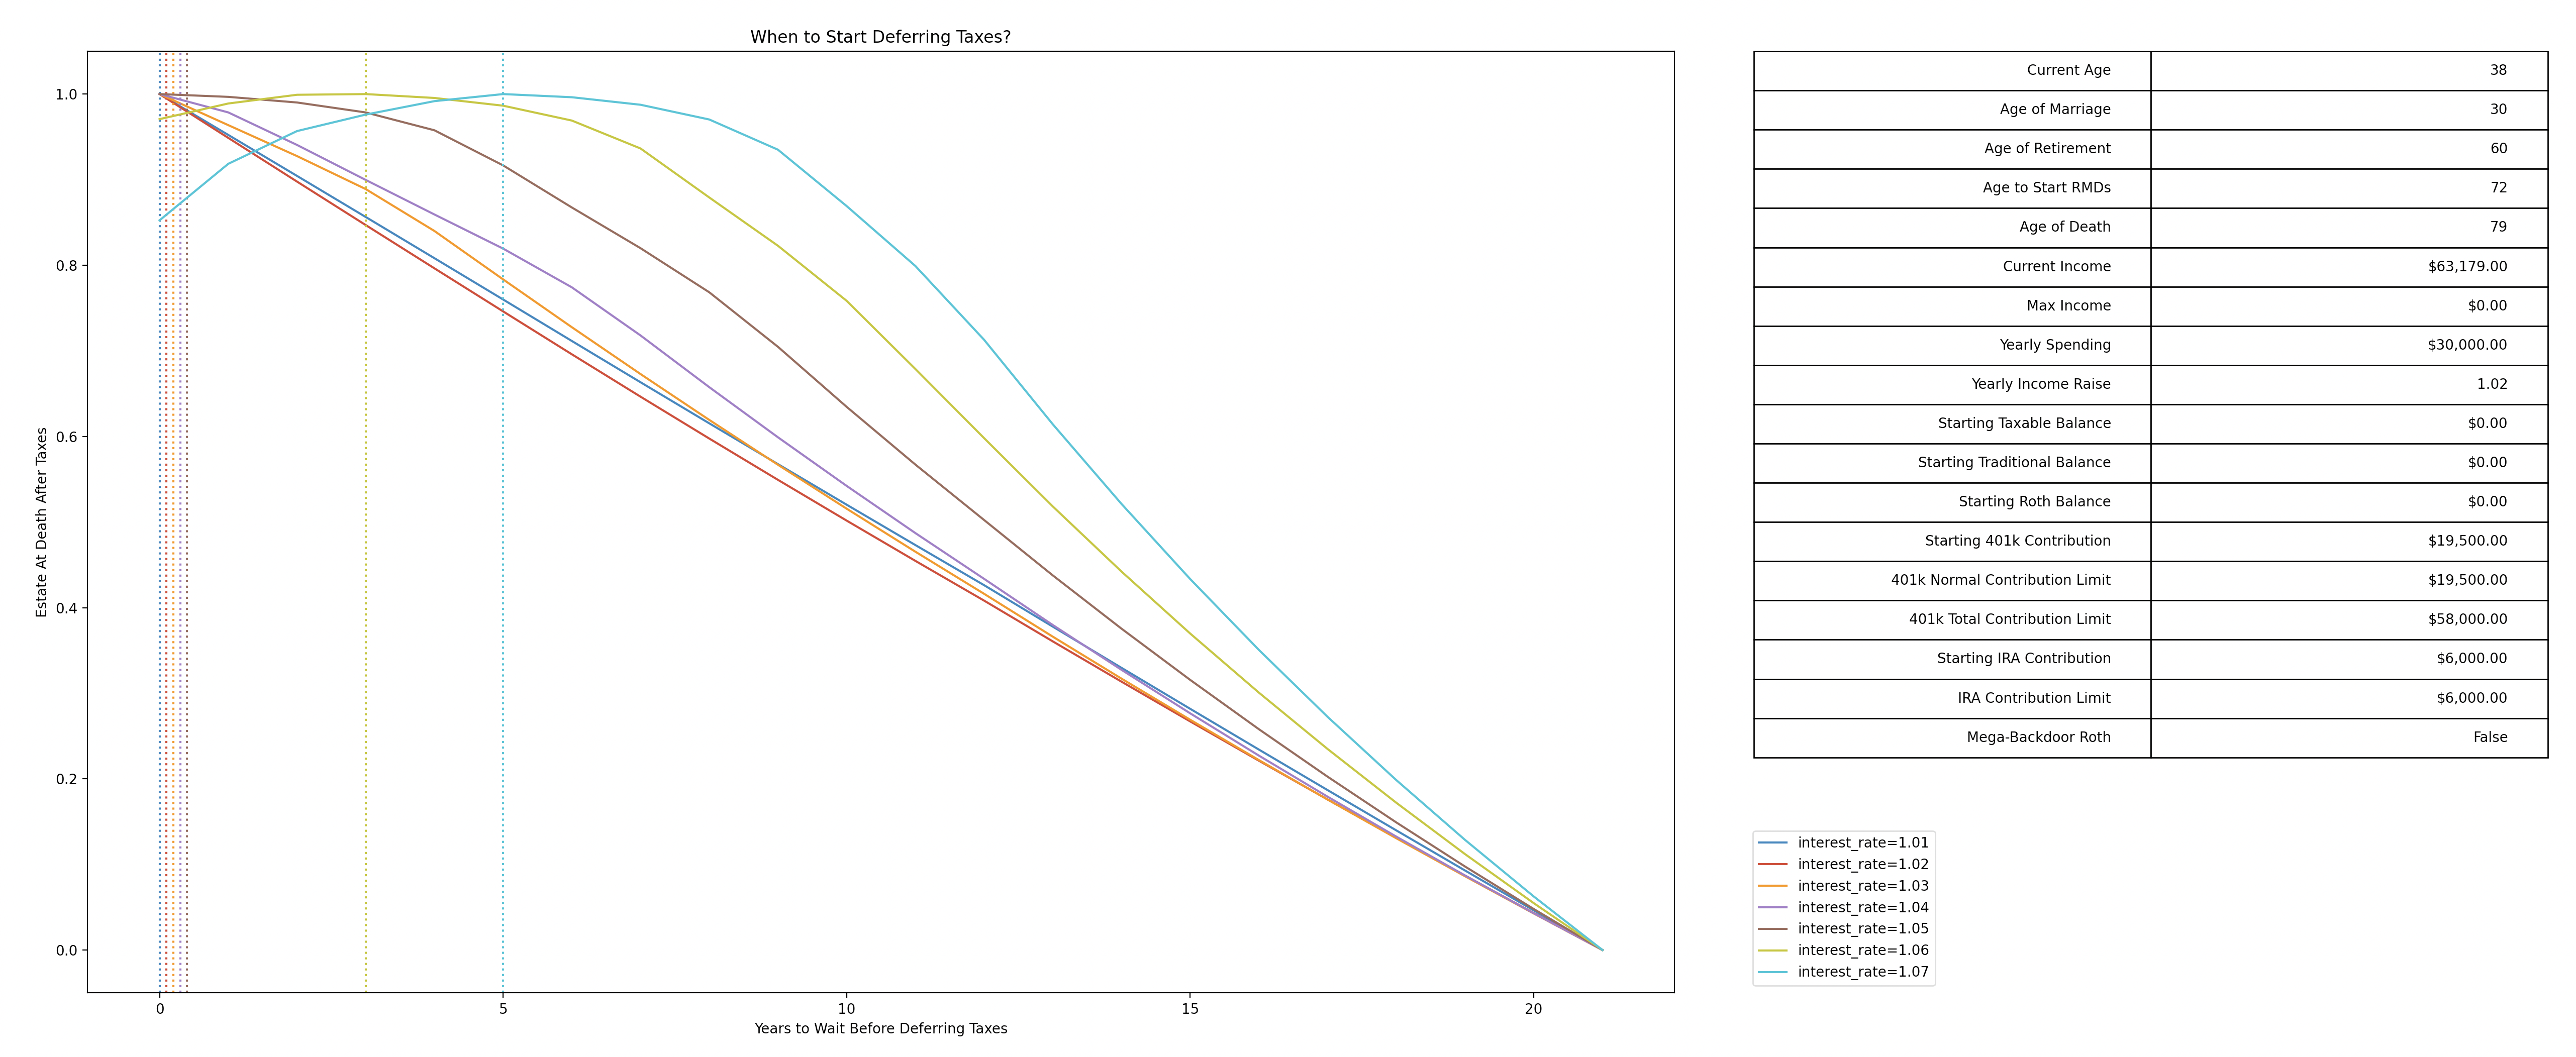 When to Start Deferring Taxes?
Estate At Death After Taxes
1.0
0.8
0.6
0.4
0.2
0.0
0 5 10 15 20
Years to Wait Before Deferring Taxes
Current Age 38
Age of Marriage 30
Age of Retirement 60
Age to Start RMDs 72
Age of Death 79
Current Income $63,179.00
Max Income $0.00
Yearly Spending $30,000.00
Yearly Income Raise 1.02
Starting Taxable Balance $0.00
Starting Traditional Balance $0.00
Starting Roth Balance $0.00
Starting 401k Contribution $19,500.00
401k Normal Contribution Limit $19,500.00
401k Total Contribution Limit $58,000.00
Starting IRA Contribution $6,000.00
IRA Contribution Limit $6,000.00
Mega-Backdoor Roth False
interest_rate=1.01
interest_rate=1.02
interest_rate=1.03
interest_rate=1.04
interest_rate=1.05
interest_rate=1.06
interest_rate=1.07